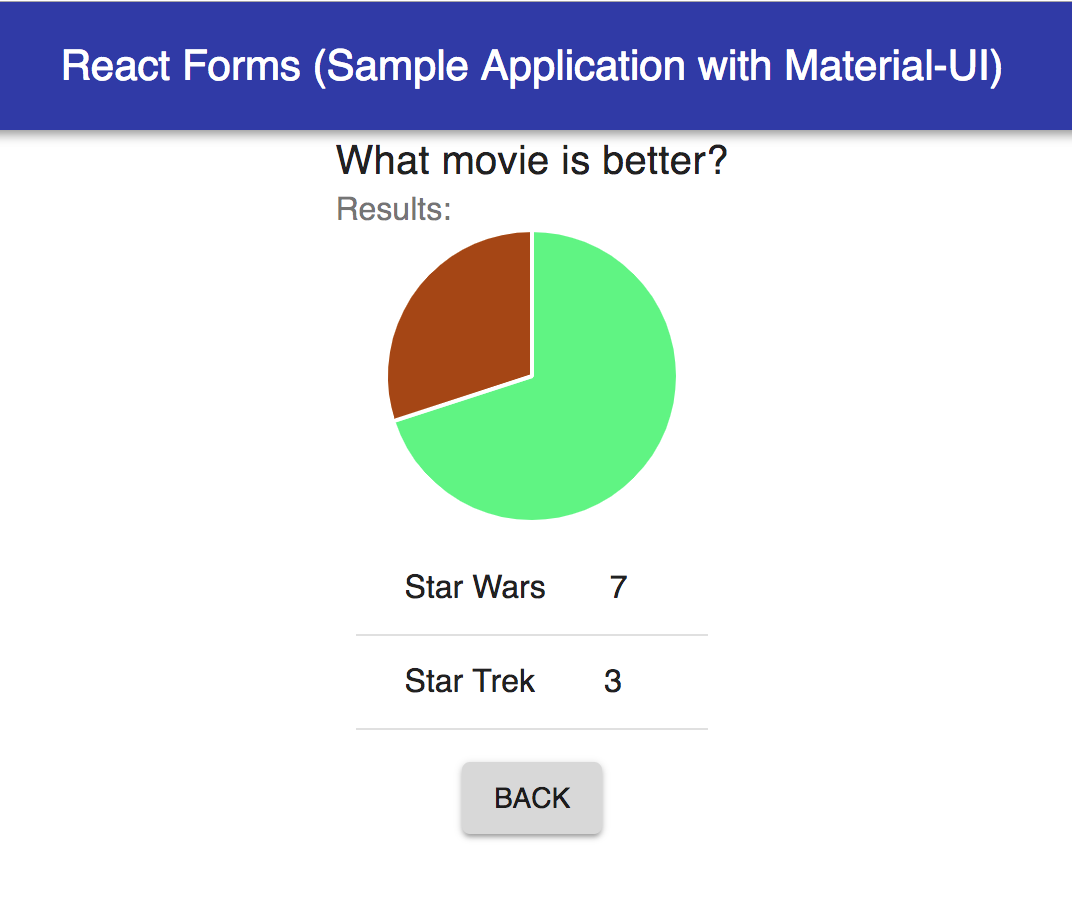 React Forms (Sample Application with Material-UI)
What movie is better?
Results:
Star Wars 7
Star Trek 3
BACK